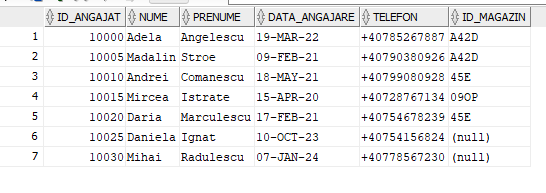 ID_ANGAJAT NUME PRENUME DATA_ANGAJARE TELEFON ID_MAGAZIN
1 10000 Adela Angelescu 19-MAR-22 +40785267887 A42D
2 10005 Madalin Stroe 09-FEB-21 +40790380926 A42D
3 10010 Andrei Comanescu 18-MAY-21 +40799080928 45E
4 10015 Mircea Istrate 15-APR-20 +40728767134 09OP
5 10020 Daria Marculescu 17-FEB-21 +40754678239 45E
6 10025 Daniela Ignat 10-OCT-23 +40754156824 (null)
7 10030 Mihai Radulescu 07-JAN-24 +40778567230 (null)